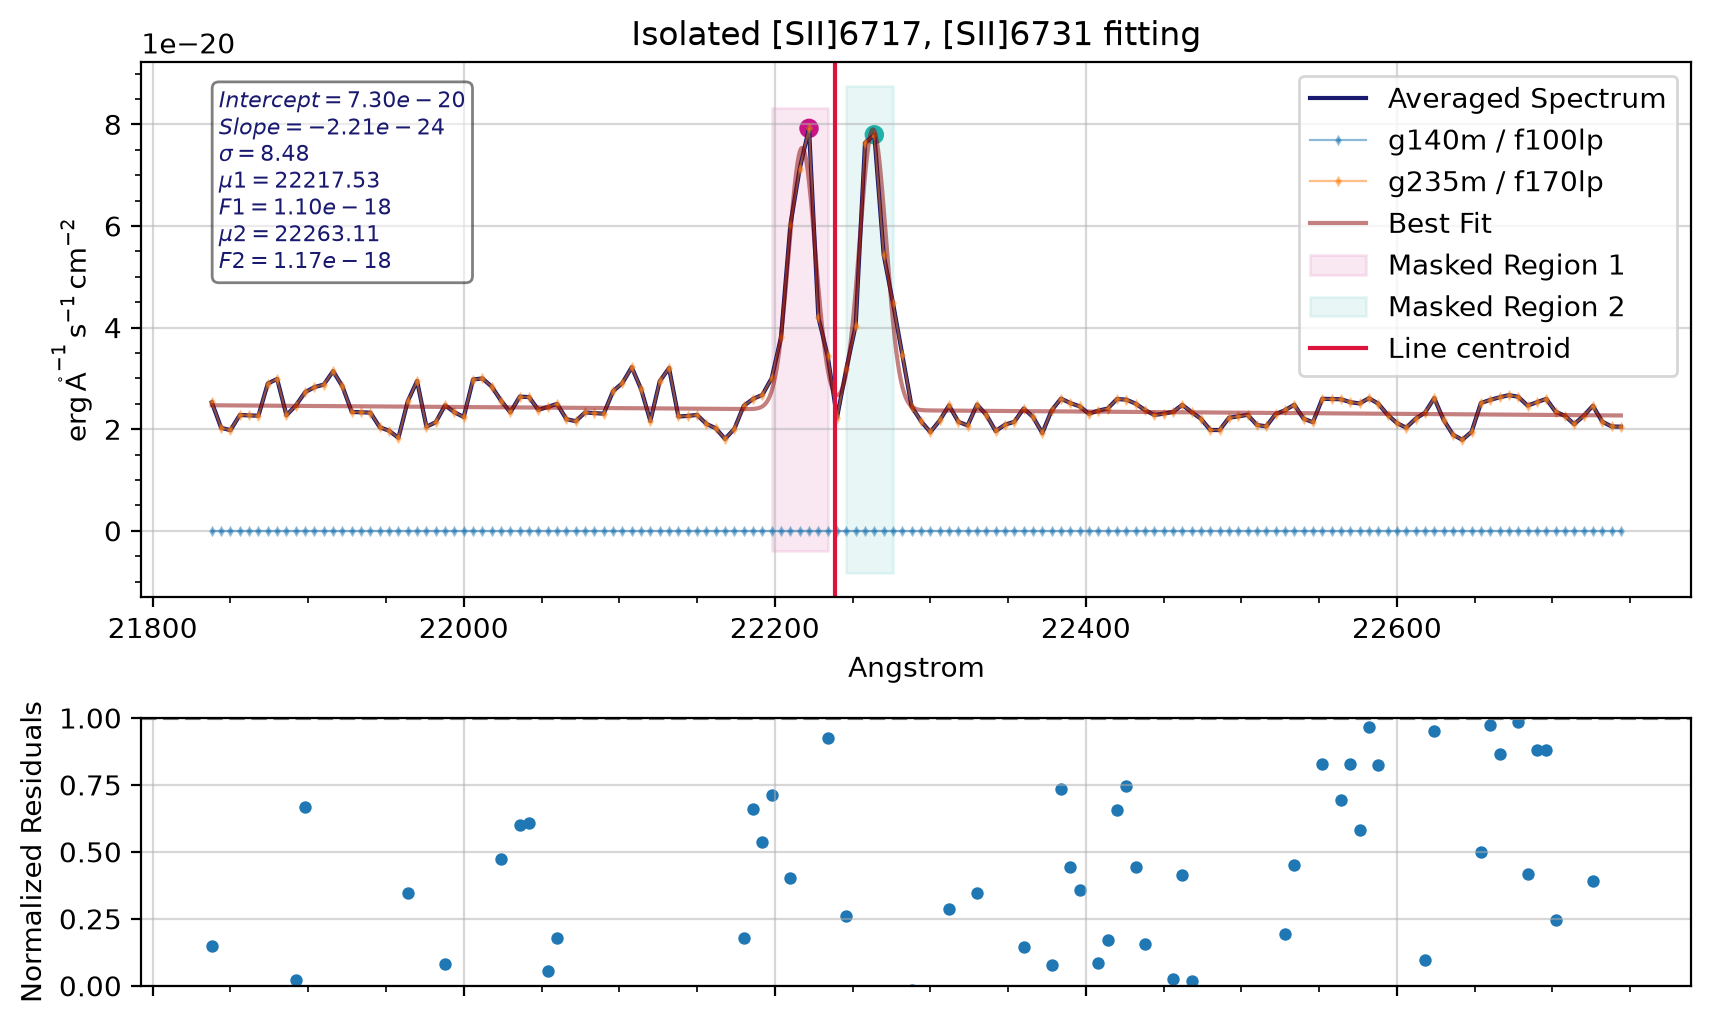 Isolated [SII]6717, [SII]6731 fitting
1e−20
Intercept = 7.30e − 20
Slope = −2.21e − 24
σ = 8.48
μ1 = 22217.53
F1 = 1.10e − 18
μ2 = 22263.11
F2 = 1.17e − 18
Averaged Spectrum
g140m / f100lp
g235m / f170lp
Best Fit
Masked Region 1
Masked Region 2
Line centroid
erg Å⁻¹ s⁻¹ cm⁻²
8
6
4
2
0
21800 22000 22200 22400 22600
Angstrom
Normalized Residuals
1.00
0.75
0.50
0.25
0.00